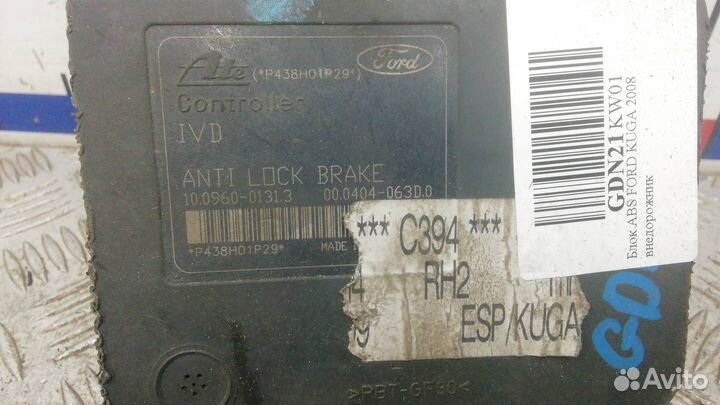 Ate (*P438H01P29*) Ford
Controller
IVD
ANTI LOCK BRAKE
10.0960-0131.3 00.0404-063D.0
*P438H01P29* MADE
*** C394 ***
RH2
ESP/KUGA
>PBT-GF30<
GDN21KW01
Блок ABS FORD KUGA 2008
внедорожник
GD
Avito